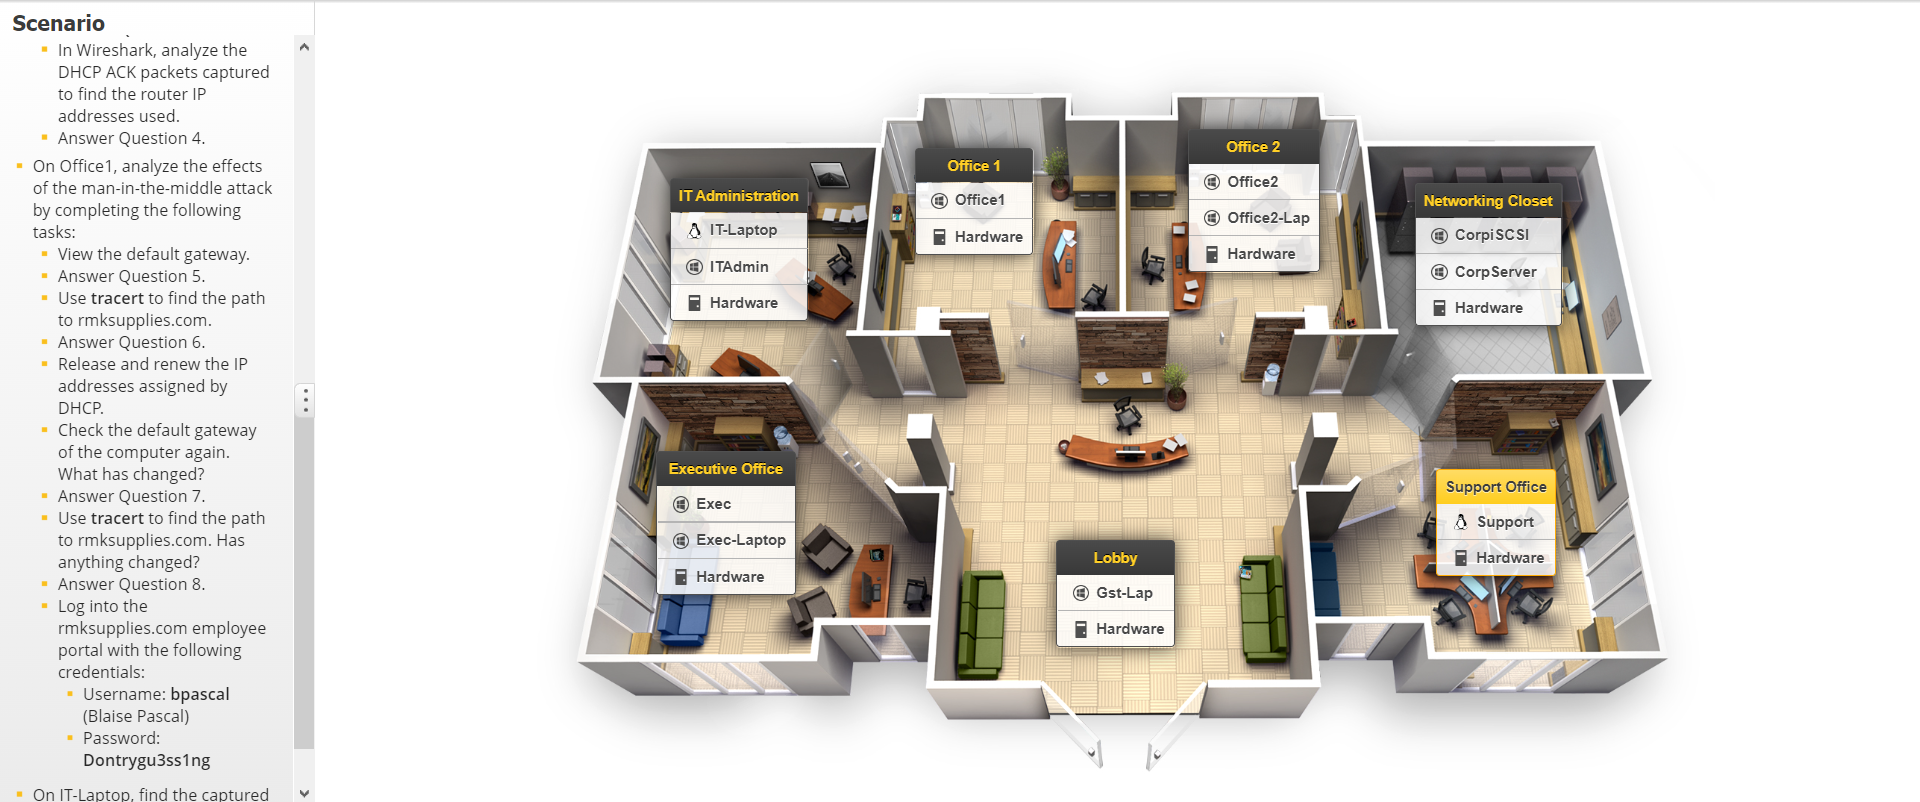 Scenario
In Wireshark, analyze the
DHCP ACK packets captured
to find the router IP
addresses used.
Answer Question 4.
On Office1, analyze the effects
of the man-in-the-middle attack
by completing the following
tasks:
View the default gateway.
Answer Question 5.
Use tracert to find the path
to rmksupplies.com.
Answer Question 6.
Release and renew the IP
addresses assigned by
DHCP.
Check the default gateway
of the computer again.
What has changed?
Answer Question 7.
Use tracert to find the path
to rmksupplies.com. Has
anything changed?
Answer Question 8.
Log into the
rmksupplies.com employee
portal with the following
credentials:
Username: bpascal
(Blaise Pascal)
Password:
Dontrygu3ss1ng
On IT-Laptop, find the captured
IT Administration
IT-Laptop
ITAdmin
Hardware
Office 1
Office1
Hardware
Office 2
Office2
Office2-Lap
Hardware
Networking Closet
CorpiSCSI
CorpServer
Hardware
Executive Office
Exec
Exec-Laptop
Hardware
Lobby
Gst-Lap
Hardware
Support Office
Support
Hardware